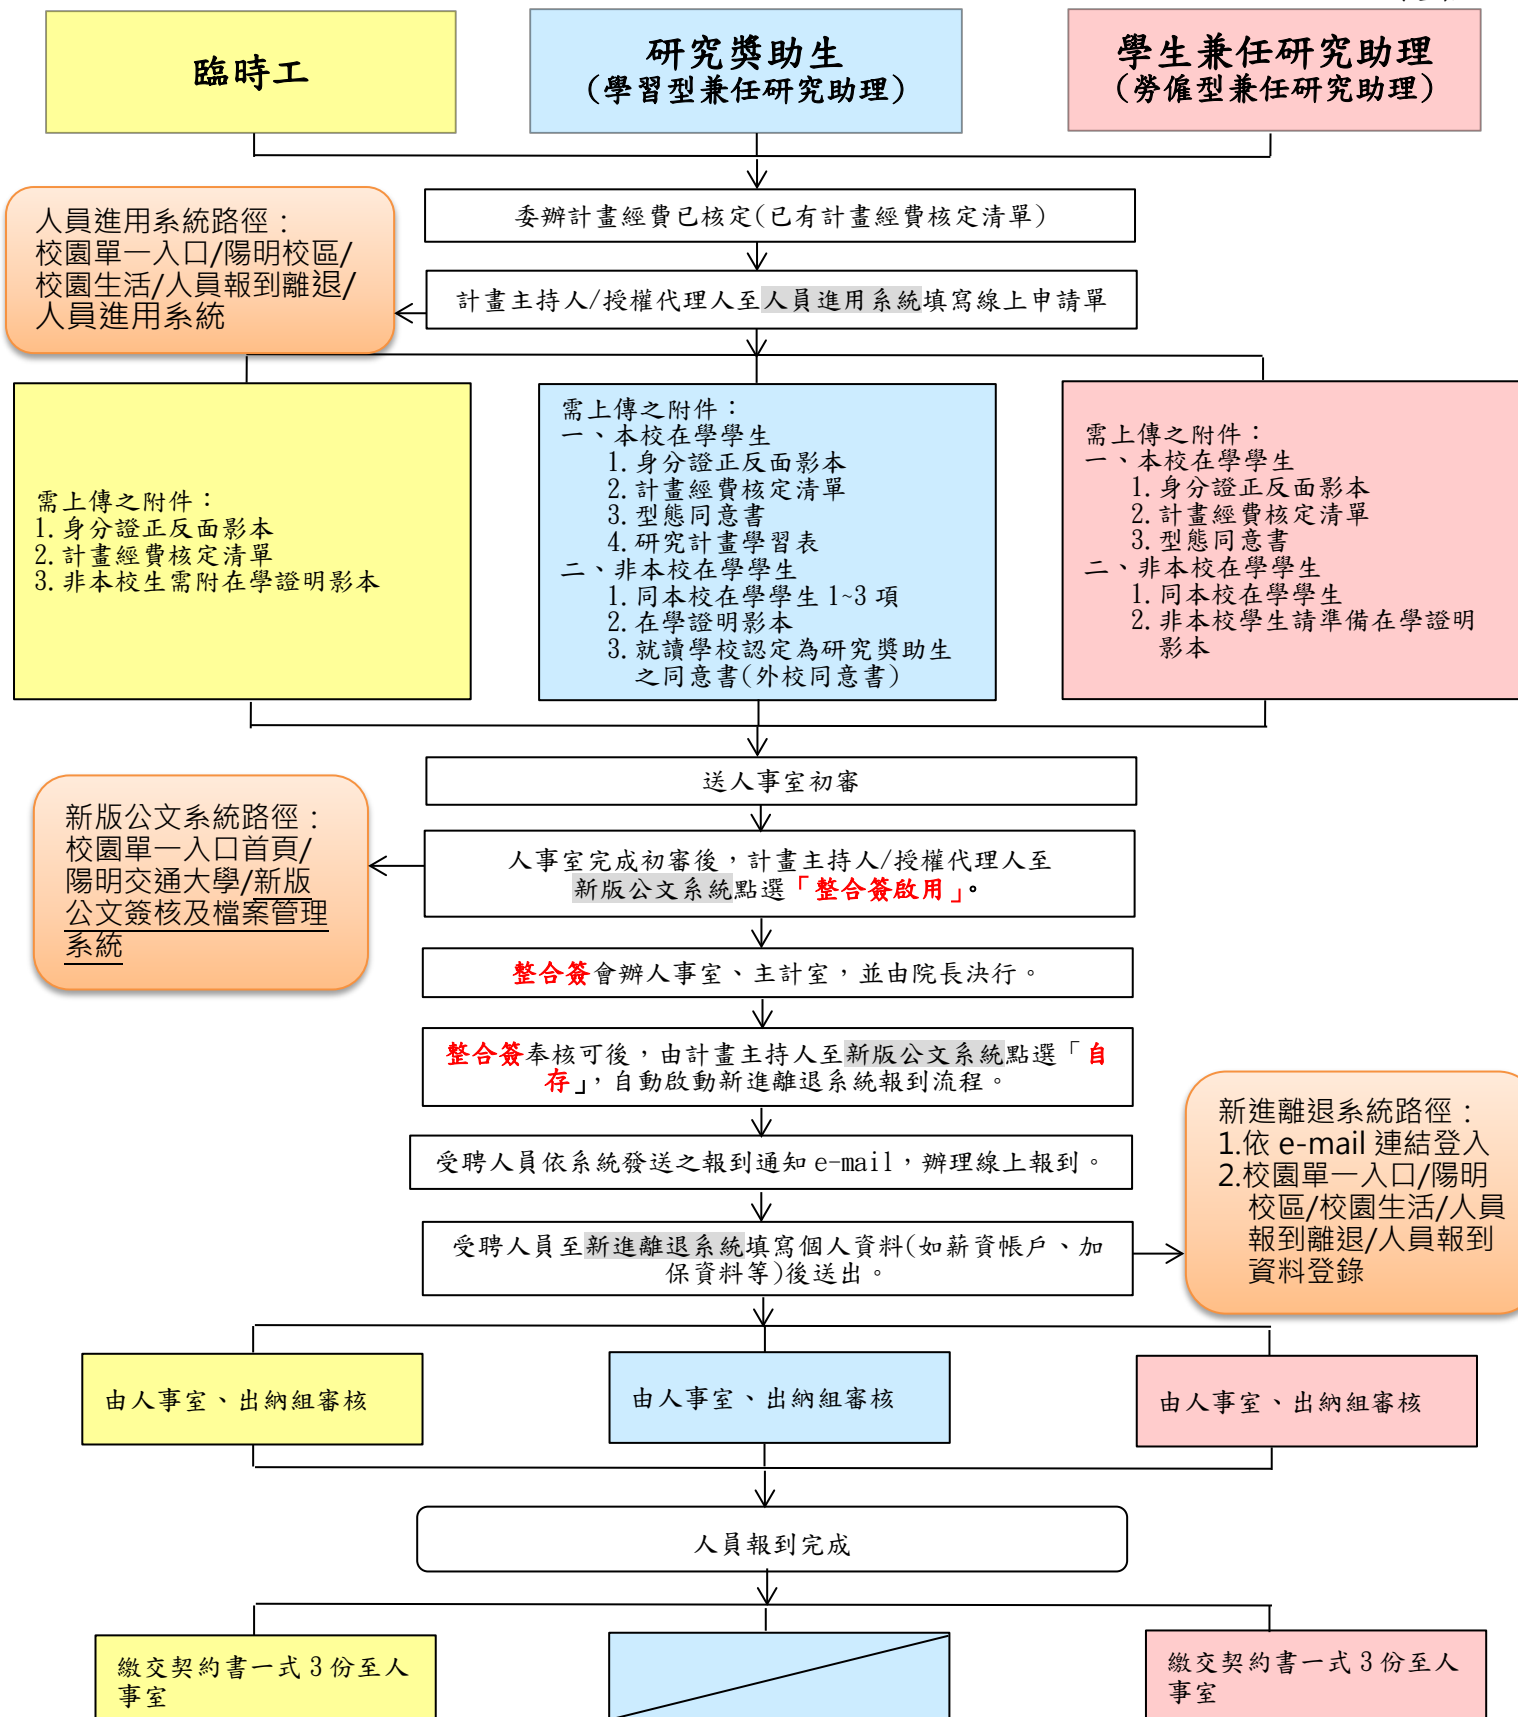 臨時工
研究獎助生
(學習型兼任研究助理)
學生兼任研究助理
(勞僱型兼任研究助理)
委辦計畫經費已核定(已有計畫經費核定清單)
人員進用系統路徑：
校園單一入口/陽明校區/
校園生活/人員報到離退/
人員進用系統
計畫主持人/授權代理人至人員進用系統填寫線上申請單
需上傳之附件：
1.身分證正反面影本
2.計畫經費核定清單
3.非本校生需附在學證明影本
需上傳之附件：
一、本校在學學生
1.身分證正反面影本
2.計畫經費核定清單
3.型態同意書
4.研究計畫學習表
二、非本校在學學生
1.同本校在學學生 1~3 項
2.在學證明影本
3.就讀學校認定為研究獎助生
之同意書(外校同意書)
需上傳之附件：
一、本校在學學生
1.身分證正反面影本
2.計畫經費核定清單
3.型態同意書
二、非本校在學學生
1.同本校在學學生
2.非本校學生請準備在學證明
影本
送人事室初審
新版公文系統路徑：
校園單一入口首頁/
陽明交通大學/新版
公文簽核及檔案管理
系統
人事室完成初審後，計畫主持人/授權代理人至
新版公文系統點選「整合簽啟用」。
整合簽會辦人事室、主計室，並由院長決行。
整合簽奉核可後，由計畫主持人至新版公文系統點選「自
存」，自動啟動新進離退系統報到流程。
受聘人員依系統發送之報到通知 e-mail，辦理線上報到。
新進離退系統路徑：
1.依 e-mail 連結登入
2.校園單一入口/陽明
校區/校園生活/人員
報到離退/人員報到
資料登錄
受聘人員至新進離退系統填寫個人資料(如薪資帳戶、加
保資料等)後送出。
由人事室、出納組審核
由人事室、出納組審核
由人事室、出納組審核
人員報到完成
繳交契約書一式 3 份至人
事室
繳交契約書一式 3 份至人
事室